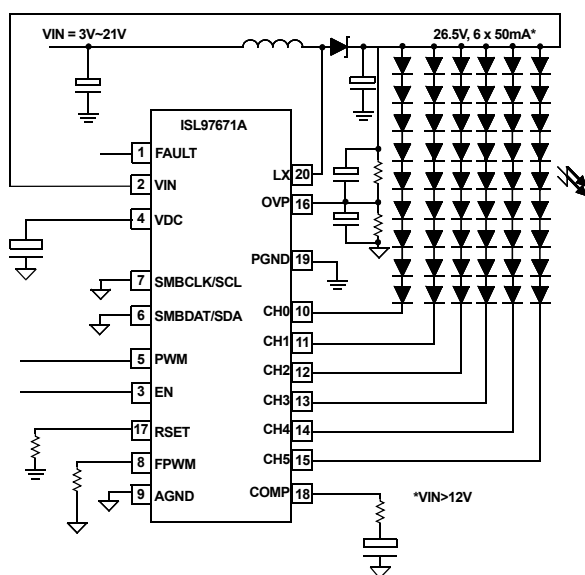 VIN = 3V~21V
26.5V, 6 x 50mA*
ISL97671A
1 FAULT
2 VIN
4 VDC
7 SMBCLK/SCL
6 SMBDAT/SDA
5 PWM
3 EN
17 RSET
8 FPWM
9 AGND
LX 20
OVP 16
PGND 19
CH0 10
CH1 11
CH2 12
CH3 13
CH4 14
CH5 15
COMP 18
*VIN>12V